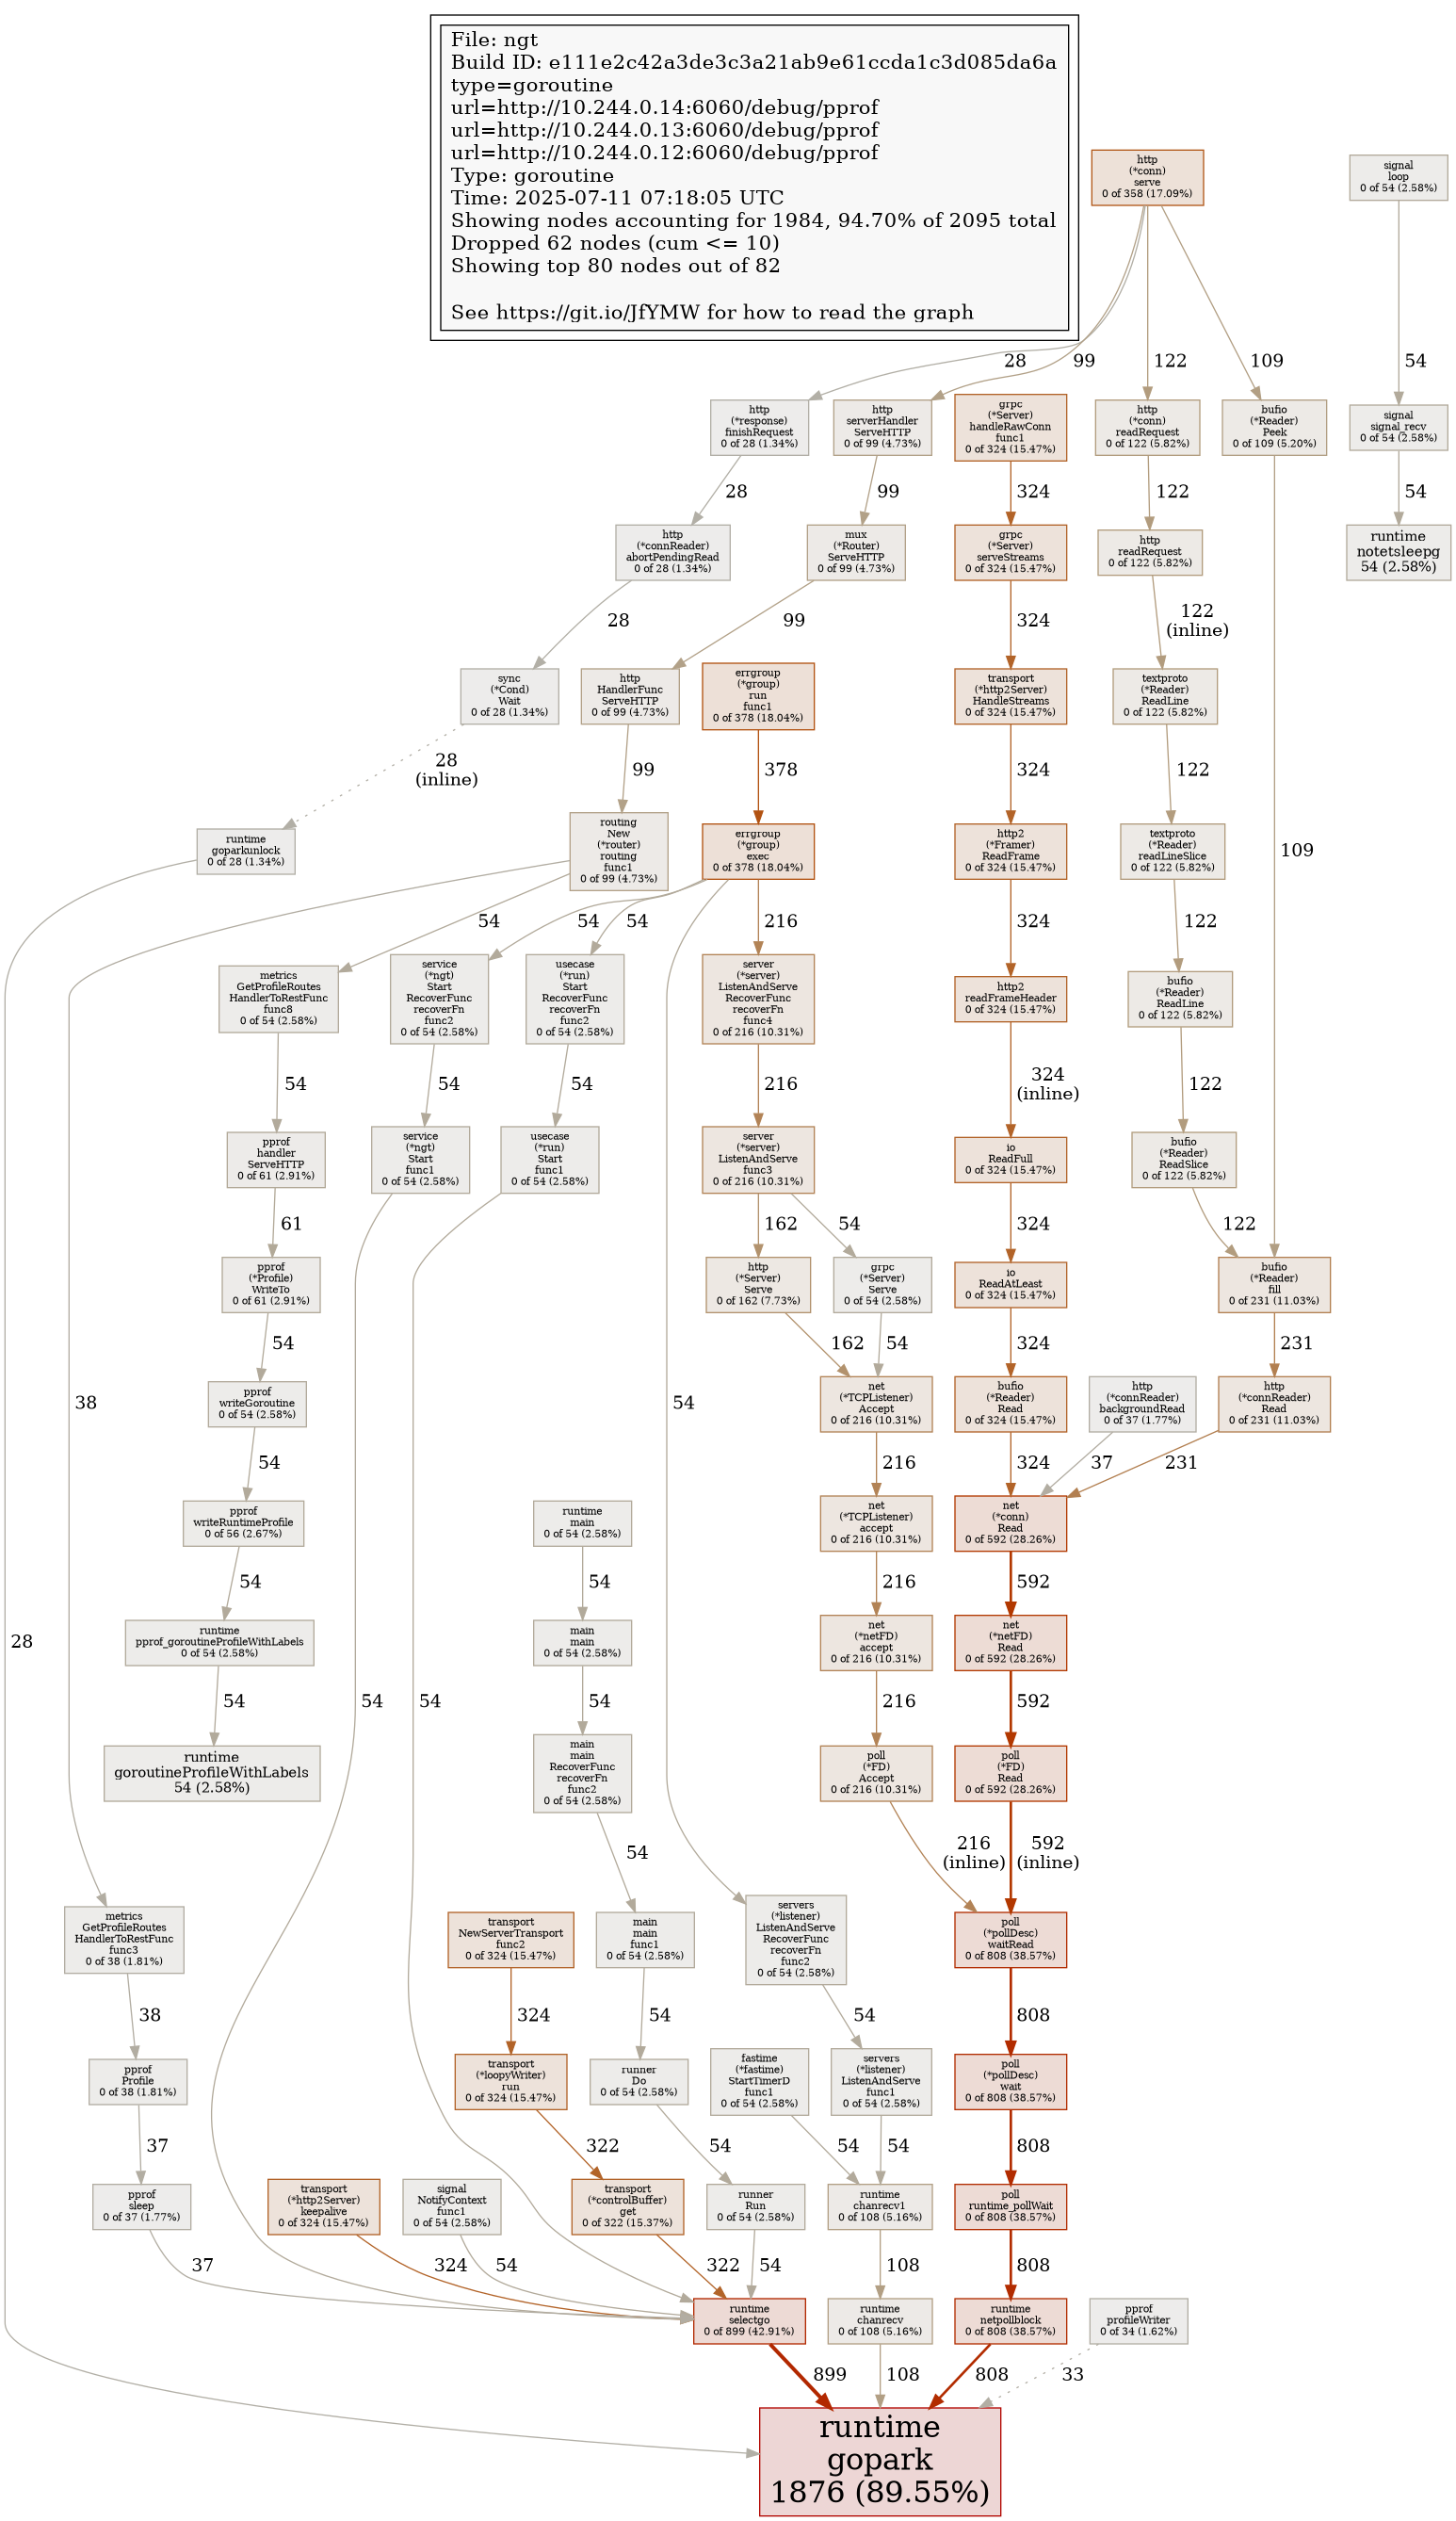 File: ngt
Build ID: e111e2c42a3de3c3a21ab9e61ccda1c3d085da6a
type=goroutine
url=http://10.244.0.14:6060/debug/pprof
url=http://10.244.0.13:6060/debug/pprof
url=http://10.244.0.12:6060/debug/pprof
Type: goroutine
Time: 2025-07-11 07:18:05 UTC
Showing nodes accounting for 1984, 94.70% of 2095 total
Dropped 62 nodes (cum <= 10)
Showing top 80 nodes out of 82
See https://git.io/JfYMW for how to read the graph
http
(*conn)
serve
0 of 358 (17.09%)
signal
loop
0 of 54 (2.58%)
28
99
122
109
54
http
(*response)
finishRequest
0 of 28 (1.34%)
http
serverHandler
ServeHTTP
0 of 99 (4.73%)
grpc
(*Server)
handleRawConn
func1
0 of 324 (15.47%)
http
(*conn)
readRequest
0 of 122 (5.82%)
bufio
(*Reader)
Peek
0 of 109 (5.20%)
signal
signal_recv
0 of 54 (2.58%)
28
99
324
122
54
http
(*connReader)
abortPendingRead
0 of 28 (1.34%)
mux
(*Router)
ServeHTTP
0 of 99 (4.73%)
grpc
(*Server)
serveStreams
0 of 324 (15.47%)
http
readRequest
0 of 122 (5.82%)
runtime
notetsleepg
54 (2.58%)
28
99
324
122
(inline)
sync
(*Cond)
Wait
0 of 28 (1.34%)
http
HandlerFunc
ServeHTTP
0 of 99 (4.73%)
errgroup
(*group)
run
func1
0 of 378 (18.04%)
transport
(*http2Server)
HandleStreams
0 of 324 (15.47%)
textproto
(*Reader)
ReadLine
0 of 122 (5.82%)
28
(inline)
99
378
324
122
runtime
goparkunlock
0 of 28 (1.34%)
routing
New
(*router)
routing
func1
0 of 99 (4.73%)
errgroup
(*group)
exec
0 of 378 (18.04%)
http2
(*Framer)
ReadFrame
0 of 324 (15.47%)
textproto
(*Reader)
readLineSlice
0 of 122 (5.82%)
109
54
54
54
216
324
122
metrics
GetProfileRoutes
HandlerToRestFunc
func8
0 of 54 (2.58%)
service
(*ngt)
Start
RecoverFunc
recoverFn
func2
0 of 54 (2.58%)
usecase
(*run)
Start
RecoverFunc
recoverFn
func2
0 of 54 (2.58%)
server
(*server)
ListenAndServe
RecoverFunc
recoverFn
func4
0 of 216 (10.31%)
http2
readFrameHeader
0 of 324 (15.47%)
bufio
(*Reader)
ReadLine
0 of 122 (5.82%)
54
54
54
216
324
(inline)
122
pprof
handler
ServeHTTP
0 of 61 (2.91%)
service
(*ngt)
Start
func1
0 of 54 (2.58%)
usecase
(*run)
Start
func1
0 of 54 (2.58%)
server
(*server)
ListenAndServe
func3
0 of 216 (10.31%)
io
ReadFull
0 of 324 (15.47%)
bufio
(*Reader)
ReadSlice
0 of 122 (5.82%)
61
162
54
324
122
pprof
(*Profile)
WriteTo
0 of 61 (2.91%)
http
(*Server)
Serve
0 of 162 (7.73%)
grpc
(*Server)
Serve
0 of 54 (2.58%)
io
ReadAtLeast
0 of 324 (15.47%)
bufio
(*Reader)
fill
0 of 231 (11.03%)
54
162
54
324
231
pprof
writeGoroutine
0 of 54 (2.58%)
38
54
net
(*TCPListener)
Accept
0 of 216 (10.31%)
bufio
(*Reader)
Read
0 of 324 (15.47%)
http
(*connReader)
backgroundRead
0 of 37 (1.77%)
http
(*connReader)
Read
0 of 231 (11.03%)
54
216
324
37
231
pprof
writeRuntimeProfile
0 of 56 (2.67%)
runtime
main
0 of 54 (2.58%)
net
(*TCPListener)
accept
0 of 216 (10.31%)
net
(*conn)
Read
0 of 592 (28.26%)
54
54
216
592
28
runtime
pprof_goroutineProfileWithLabels
0 of 54 (2.58%)
main
main
0 of 54 (2.58%)
net
(*netFD)
accept
0 of 216 (10.31%)
net
(*netFD)
Read
0 of 592 (28.26%)
54
54
54
54
216
592
runtime
goroutineProfileWithLabels
54 (2.58%)
main
main
RecoverFunc
recoverFn
func2
0 of 54 (2.58%)
poll
(*FD)
Accept
0 of 216 (10.31%)
poll
(*FD)
Read
0 of 592 (28.26%)
54
216
(inline)
592
(inline)
metrics
GetProfileRoutes
HandlerToRestFunc
func3
0 of 38 (1.81%)
transport
NewServerTransport
func2
0 of 324 (15.47%)
main
main
func1
0 of 54 (2.58%)
servers
(*listener)
ListenAndServe
RecoverFunc
recoverFn
func2
0 of 54 (2.58%)
poll
(*pollDesc)
waitRead
0 of 808 (38.57%)
38
324
54
54
808
pprof
Profile
0 of 38 (1.81%)
transport
(*loopyWriter)
run
0 of 324 (15.47%)
runner
Do
0 of 54 (2.58%)
fastime
(*fastime)
StartTimerD
func1
0 of 54 (2.58%)
servers
(*listener)
ListenAndServe
func1
0 of 54 (2.58%)
poll
(*pollDesc)
wait
0 of 808 (38.57%)
37
322
54
54
54
808
pprof
sleep
0 of 37 (1.77%)
transport
(*http2Server)
keepalive
0 of 324 (15.47%)
signal
NotifyContext
func1
0 of 54 (2.58%)
transport
(*controlBuffer)
get
0 of 322 (15.37%)
runner
Run
0 of 54 (2.58%)
runtime
chanrecv1
0 of 108 (5.16%)
poll
runtime_pollWait
0 of 808 (38.57%)
37
324
54
322
54
108
808
runtime
selectgo
0 of 899 (42.91%)
runtime
chanrecv
0 of 108 (5.16%)
runtime
netpollblock
0 of 808 (38.57%)
pprof
profileWriter
0 of 34 (1.62%)
899
108
808
33
runtime
gopark
1876 (89.55%)